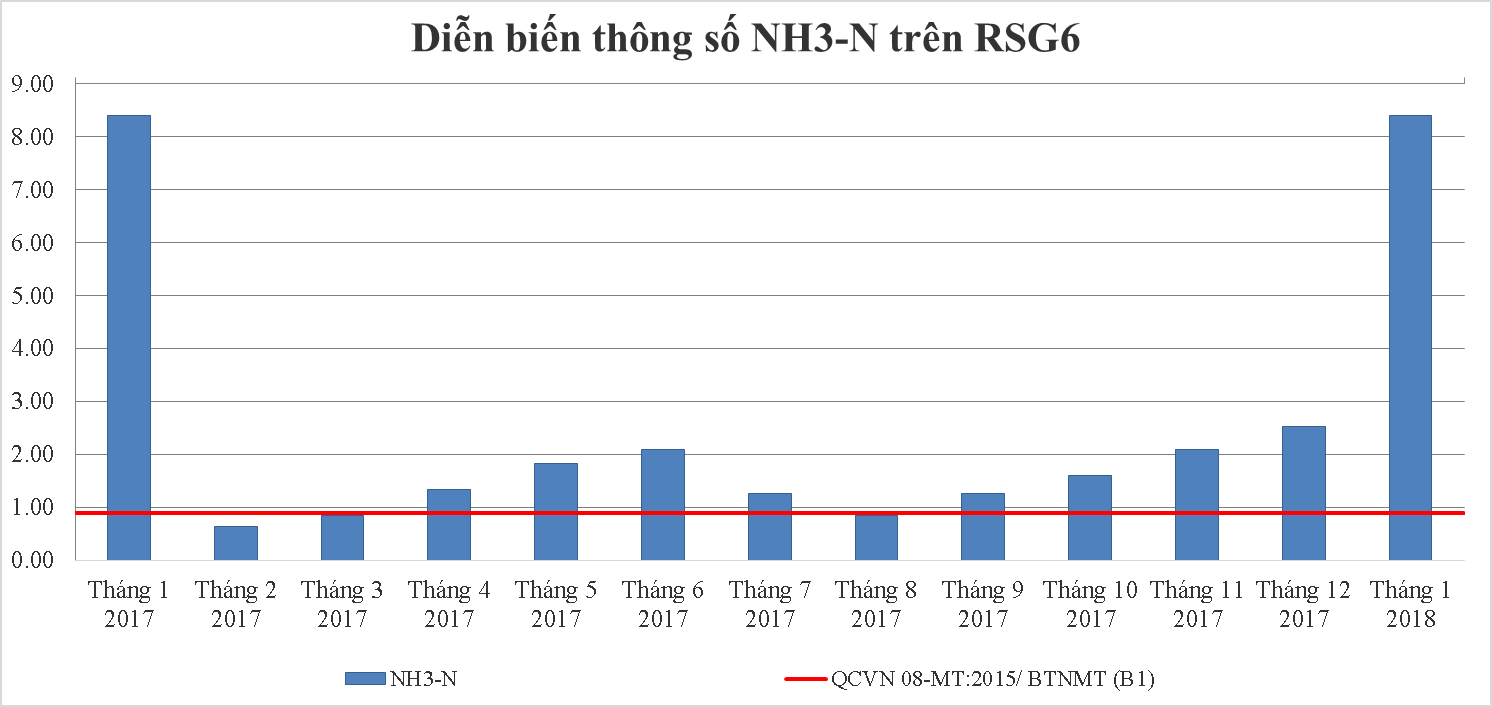 Diễn biến thông số NH3-N trên RSG6
9.00
8.00
7.00
6.00
5.00
4.00
3.00
2.00
1.00
0.00
Tháng 1 Tháng 2 Tháng 3 Tháng 4 Tháng 5 Tháng 6 Tháng 7 Tháng 8 Tháng 9 Tháng 10 Tháng 11 Tháng 12 Tháng 1
2017 2017 2017 2017 2017 2017 2017 2017 2017 2017 2017 2017 2018
NH3-N QCVN 08-MT:2015/ BTNMT (B1)